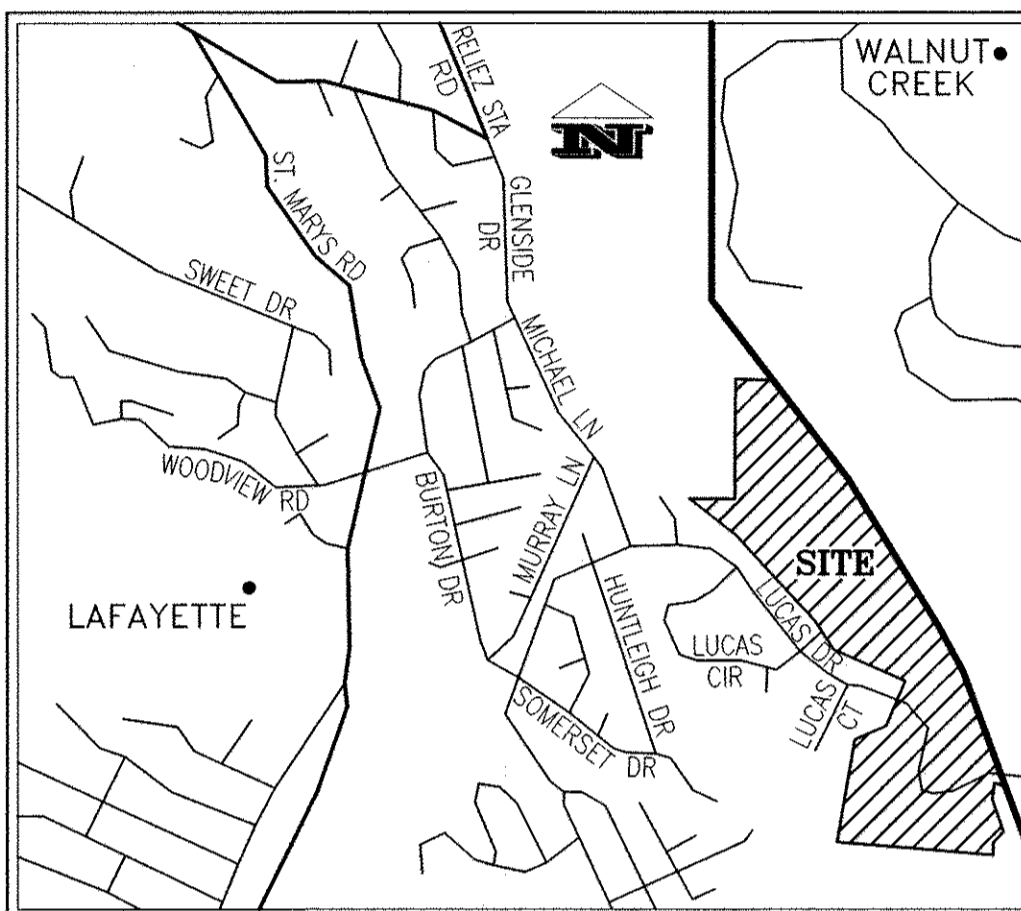 WALNUT
CREEK
RELIEZ STA
RD
N
GLENSIDE
DR
ST. MARYS RD
SWEET DR
MICHAEL LN
WOODVIEW RD
BURTON DR
MURRAY LN
SITE
LAFAYETTE
HUNTLEIGH DR
LUCAS DR
LUCAS
CIR
LUCAS
CT
SOMERSET DR